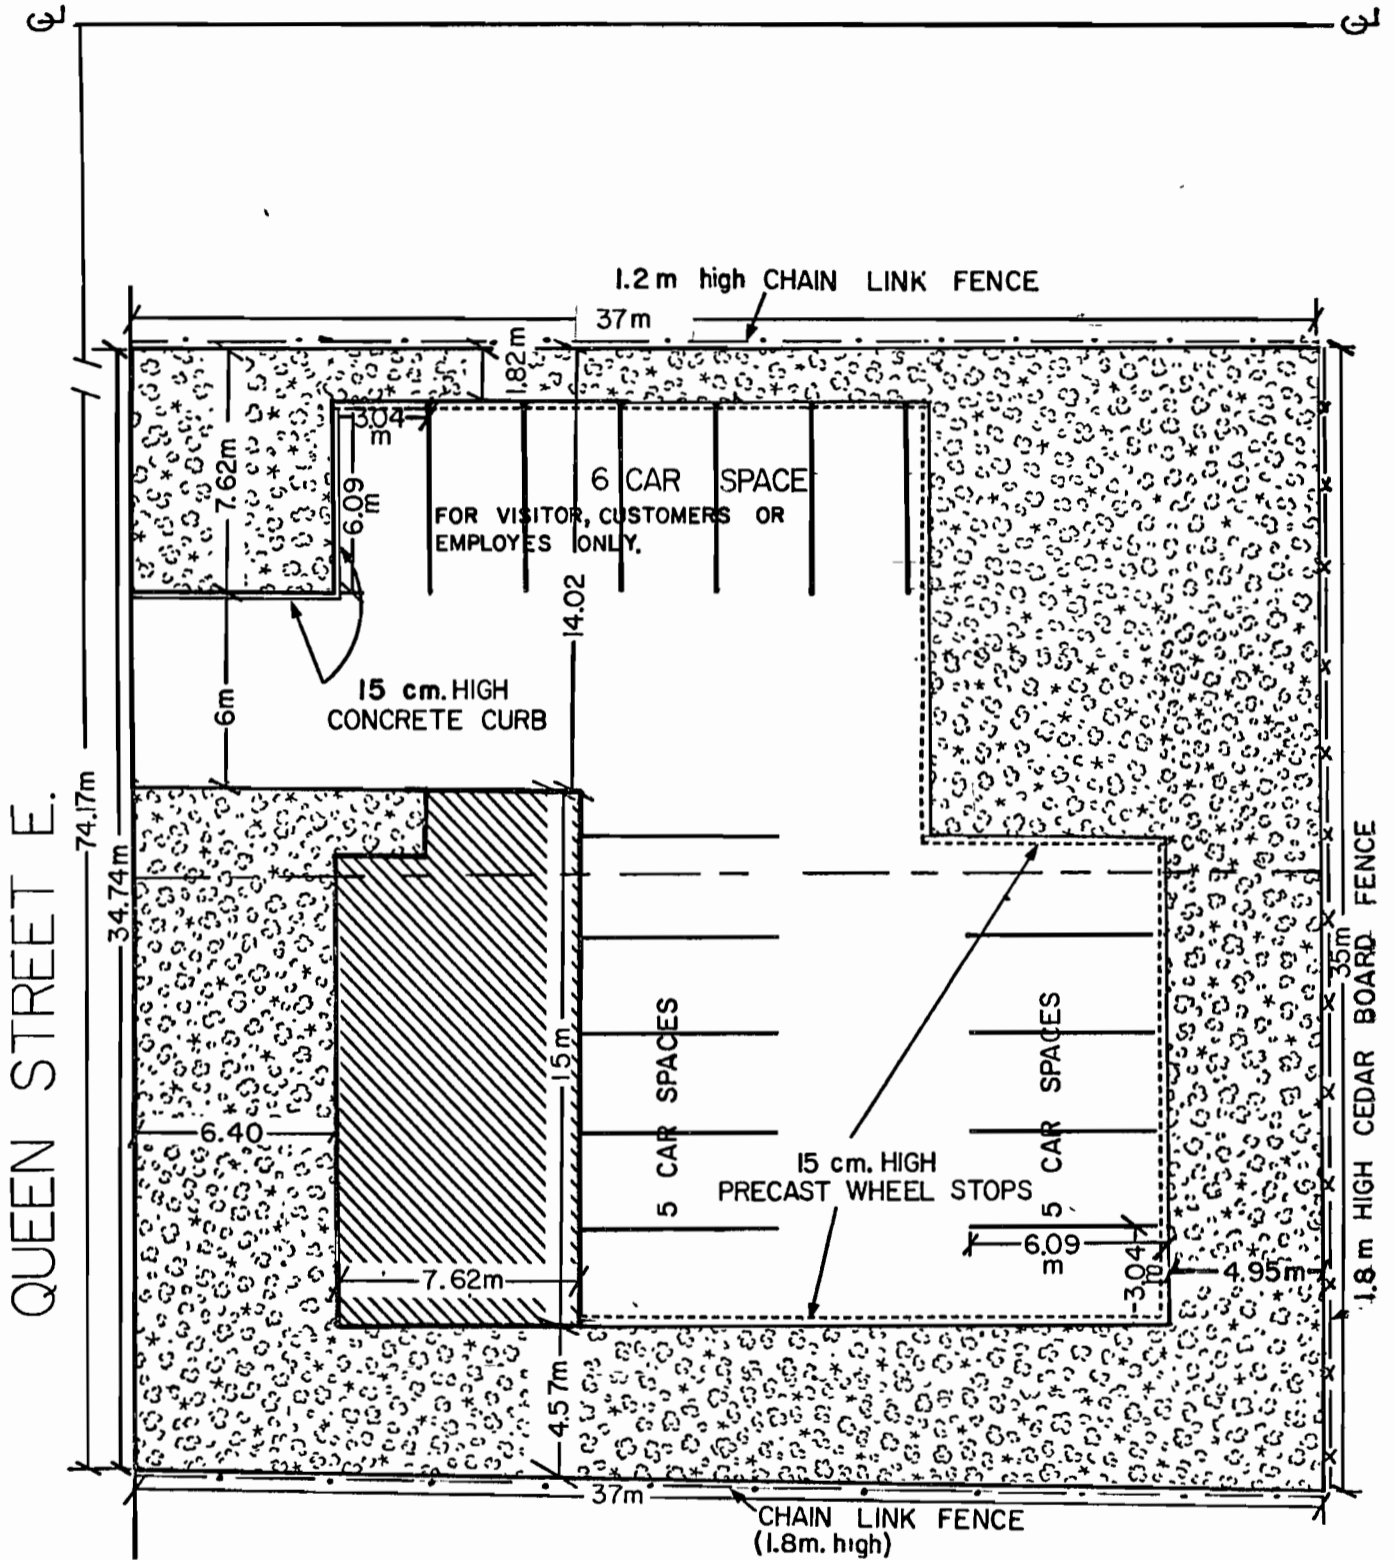 ℄ ℄
1.2 m high CHAIN LINK FENCE
37m
1.82m
3.04
m
7.62m
6.09
m
6 CAR SPACE
FOR VISITOR, CUSTOMERS OR
EMPLOYES ONLY.
14.02
15 cm. HIGH
CONCRETE CURB
6m
QUEEN STREET E.
74.17m
34.74m
35m
1.8 m HIGH CEDAR BOARD FENCE
15m
5 CAR SPACES
5 CAR SPACES
6.40
15 cm. HIGH
PRECAST WHEEL STOPS
6.09
m
3.04
7.62m
4.95m
4.57m
37m
CHAIN LINK FENCE
(1.8m. high)